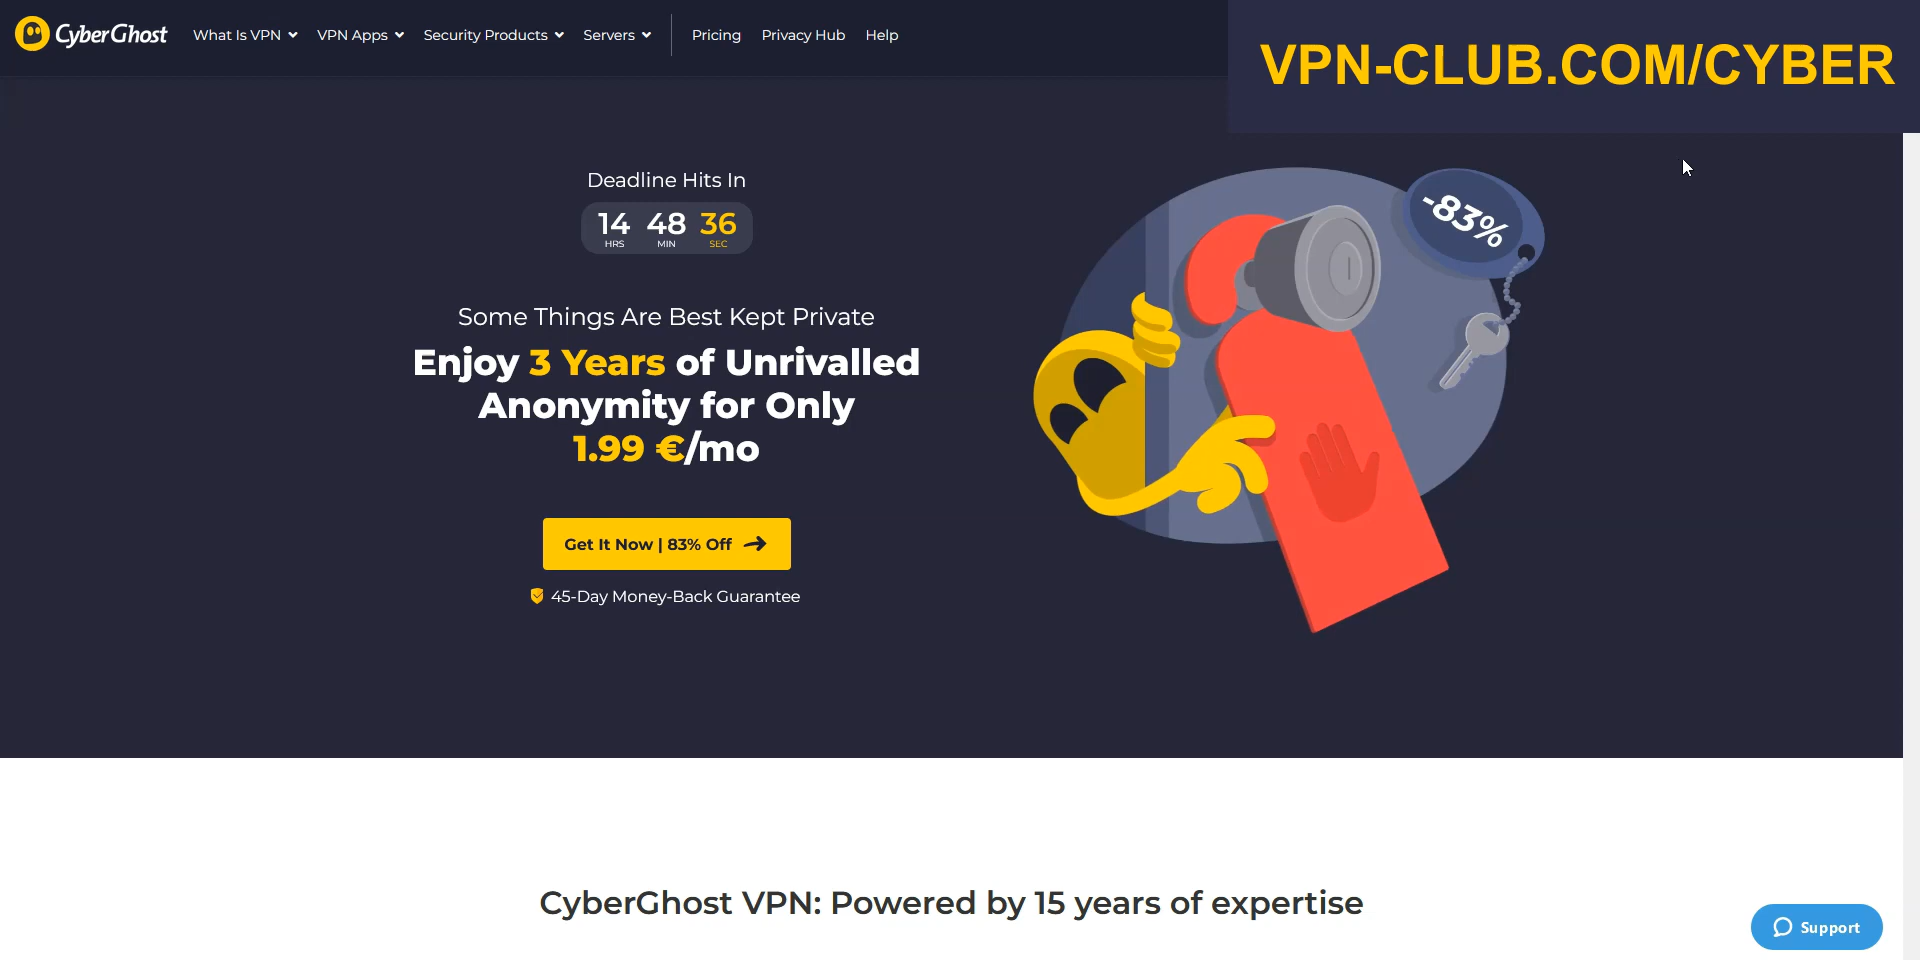 CyberGhost
What Is VPN
VPN Apps
Security Products
Servers
Pricing
Privacy Hub
Help
VPN-CLUB.COM/CYBER
Deadline Hits In
14 48 36
HRS MIN SEC
-83%
Some Things Are Best Kept Private
Enjoy 3 Years of Unrivalled
Anonymity for Only
1.99 €/mo
Get It Now | 83% Off
45-Day Money-Back Guarantee
CyberGhost VPN: Powered by 15 years of expertise
Support